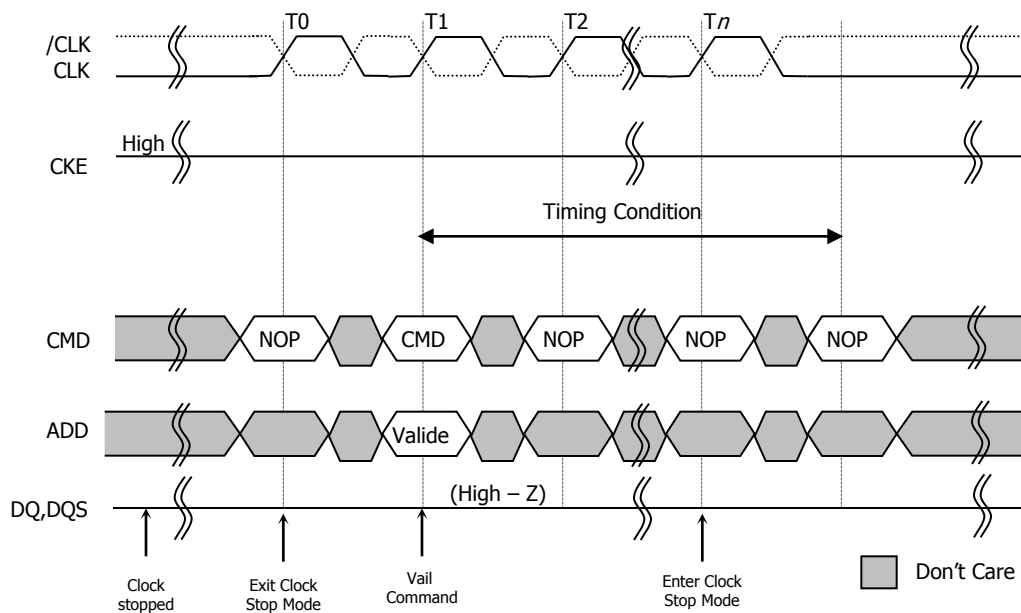 T0 T1 T2 Tn
/CLK
CLK
High
CKE
Timing Condition
CMD NOP CMD NOP NOP NOP
ADD Valide
(High – Z)
DQ,DQS
Clock
stopped
Exit Clock
Stop Mode
Vail
Command
Enter Clock
Stop Mode
Don't Care